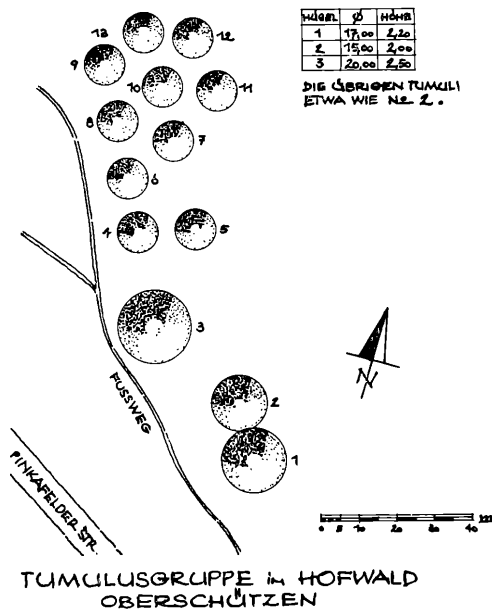 HÜGEL Ø HÖHE
1 17,00 2,20
2 15,00 2,00
3 20,00 2,50
DIE ÜBRIGEN TUMULI
ETWA WIE No 2.
13
12
9
10
11
8
7
6
4
5
3
2
1
FUSSWEG
PINKAFELDER STR.
N
0 5 10 20 30 40 m
TUMULUSGRUPPE im HOFWALD
OBERSCHÜTZEN